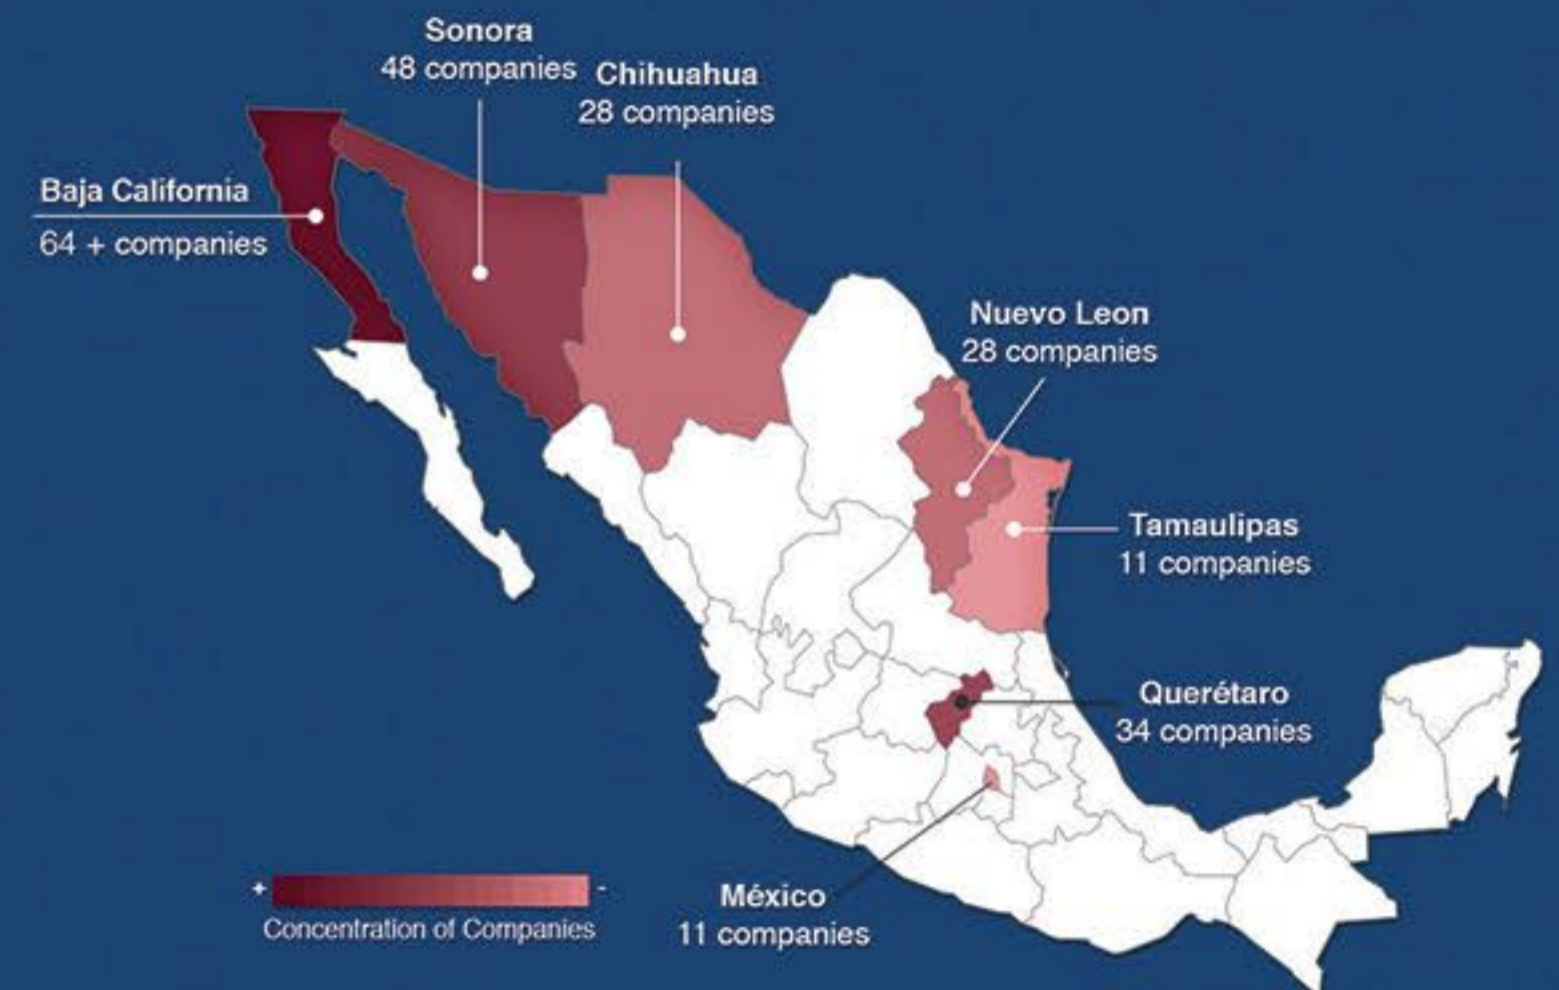 Sonora
48 companies
Chihuahua
28 companies
Baja California
64 + companies
Nuevo Leon
28 companies
Tamaulipas
11 companies
Querétaro
34 companies
México
11 companies
+ -
Concentration of Companies